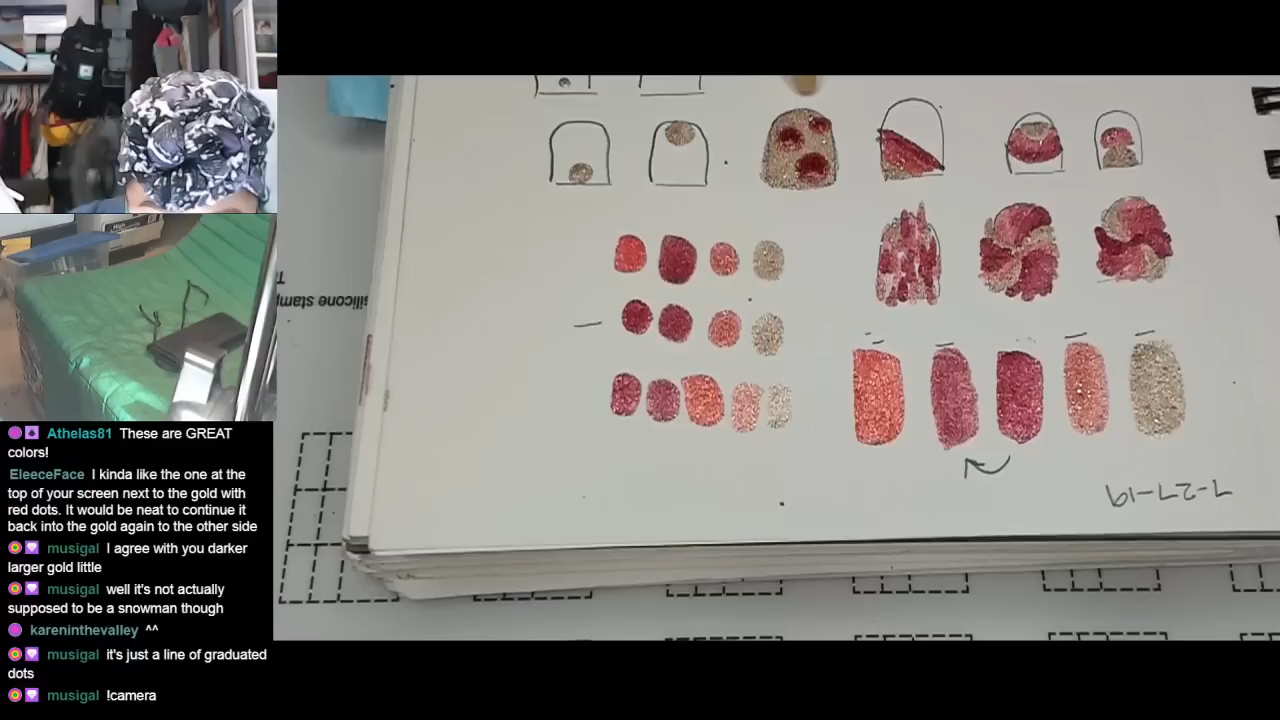 Athelas81 These are GREAT
colors!
EleeceFace I kinda like the one at the
top of your screen next to the gold with
red dots. It would be neat to continue it
back into the gold again to the other side
musigal I agree with you darker
larger gold little
musigal well it's not actually
supposed to be a snowman though
kareninthevalley ^^
musigal it's just a line of graduated
dots
musigal !camera
silicone stamp
7-27-19